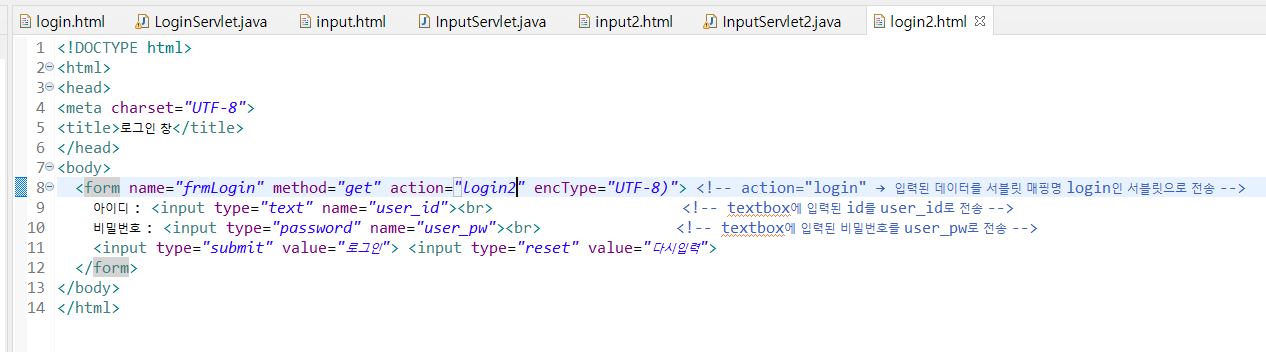 login.html LoginServlet.java input.html InputServlet.java input2.html InputServlet2.java login2.html
1 <!DOCTYPE html>
2 <html>
3 <head>
4 <meta charset="UTF-8">
5 <title>로그인 창</title>
6 </head>
7 <body>
8 <form name="frmLogin" method="get" action="login2" encType="UTF-8)"> <!-- action="login" → 입력된 데이터를 서블릿 매핑명 login인 서블릿으로 전송 -->
9 아이디 : <input type="text" name="user_id"><br> <!-- textbox에 입력된 id를 user_id로 전송 -->
10 비밀번호 : <input type="password" name="user_pw"><br> <!-- textbox에 입력된 비밀번호를 user_pw로 전송 -->
11 <input type="submit" value="로그인"> <input type="reset" value="다시입력">
12 </form>
13 </body>
14 </html>